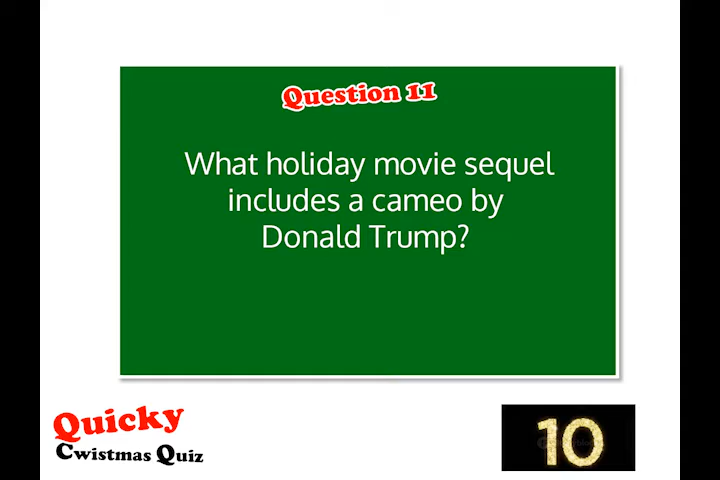 Question 11
What holiday movie sequel
includes a cameo by
Donald Trump?
Quicky
Cwistmas Quiz
10